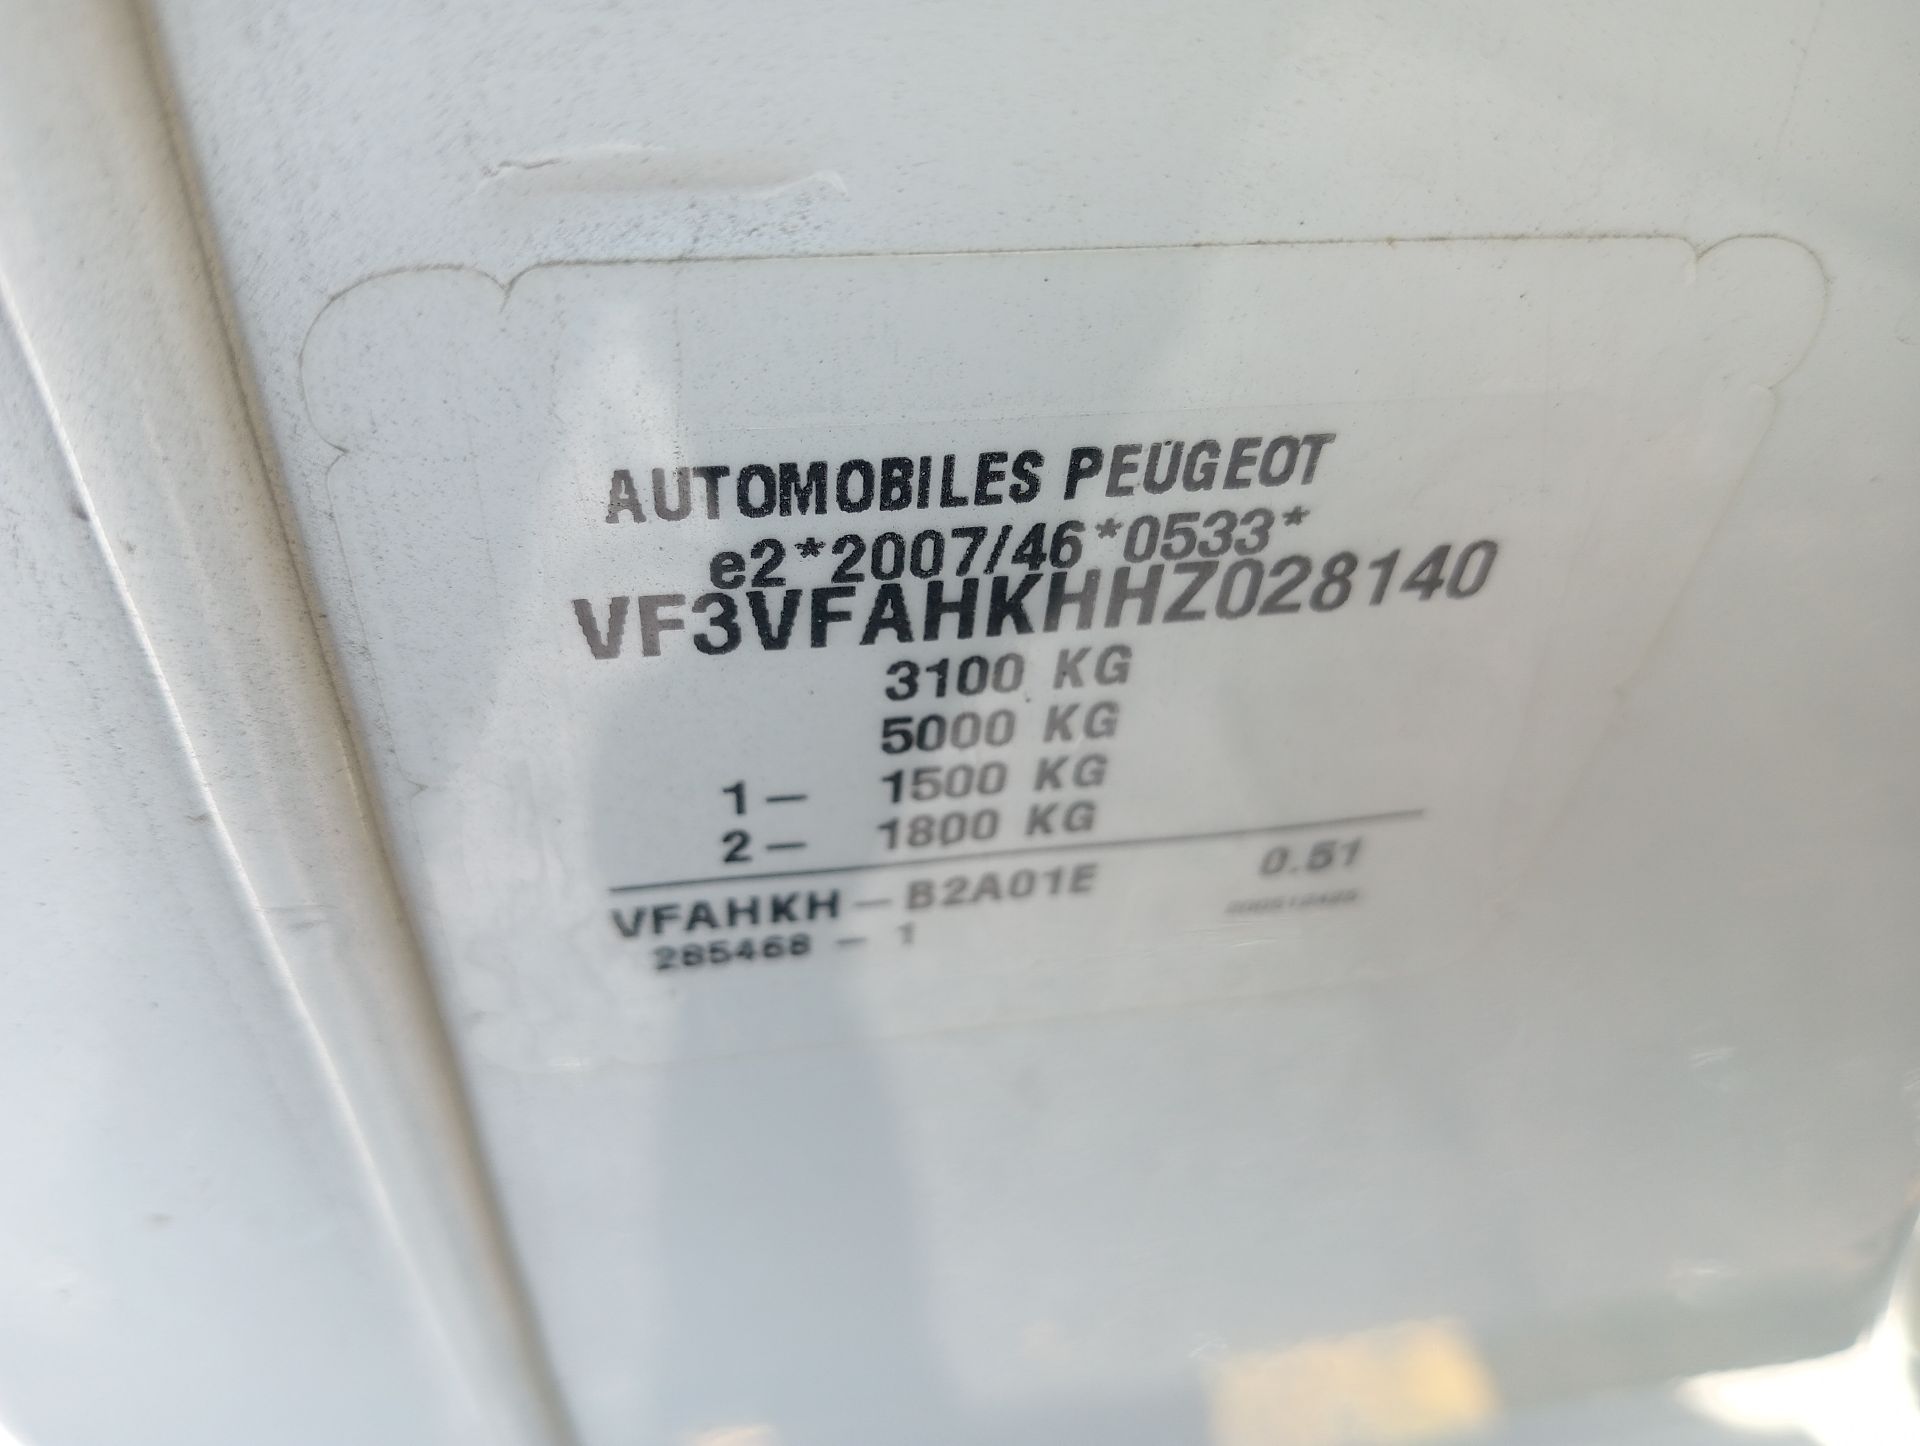 AUTOMOBILES PEUGEOT
e2*2007/46*0533*
VF3VFAHKHHZ028140
3100 KG
5000 KG
1- 1500 KG
2- 1800 KG
VFAHKH-B2A01E 0.51
285468 - 1